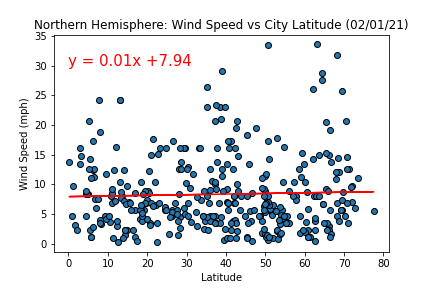 Northern Hemisphere: Wind Speed vs City Latitude (02/01/21)
35
30
25
20
15
10
5
0
Wind Speed (mph)
y = 0.01x +7.94
0 10 20 30 40 50 60 70 80
Latitude